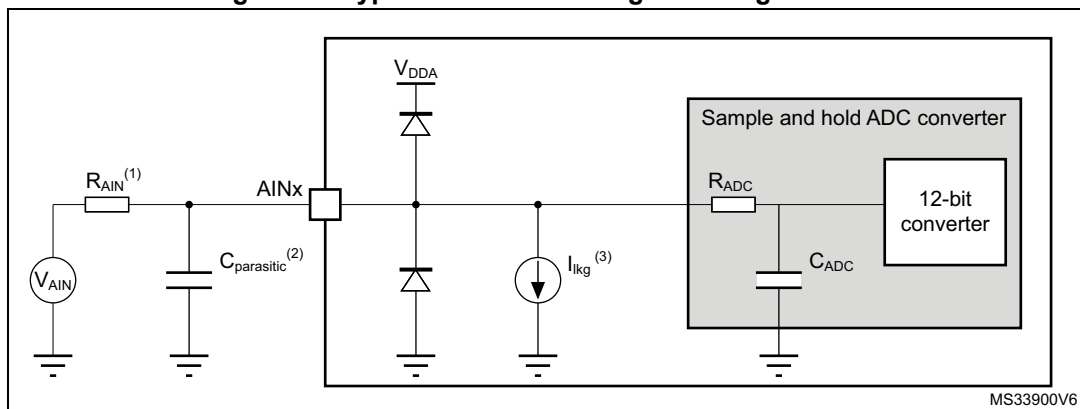 V_DDA
Sample and hold ADC converter
R_AIN^(1)
AINx
R_ADC
12-bit
converter
C_parasitic^(2)
V_AIN
I_lkg^(3)
C_ADC
MS33900V6